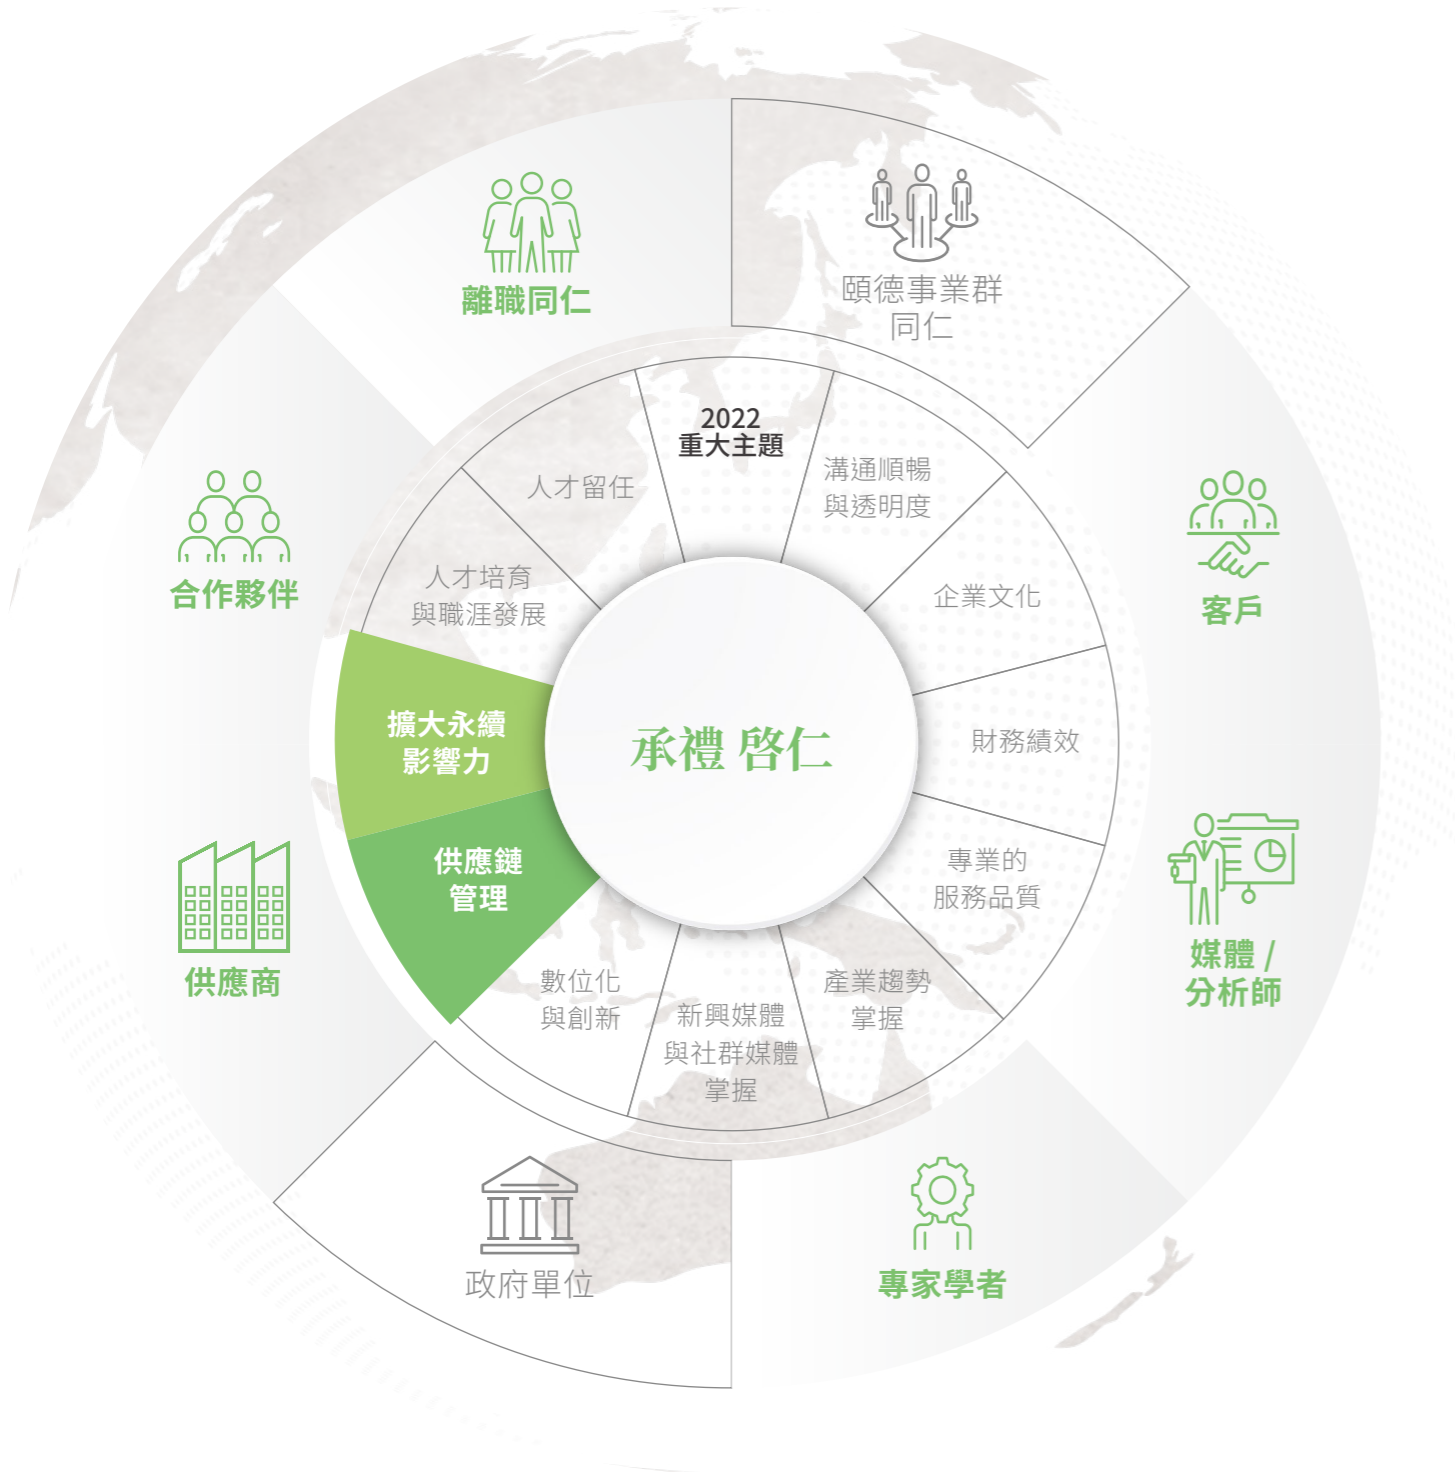 離職同仁
頤德事業群
同仁
合作夥伴
客戶
供應商
媒體 /
分析師
政府單位
專家學者
2022
重大主題
溝通順暢
與透明度
企業文化
財務績效
專業的
服務品質
產業趨勢
掌握
新興媒體
與社群媒體
掌握
數位化
與創新
供應鏈
管理
擴大永續
影響力
人才培育
與職涯發展
人才留任
承禮 啓仁